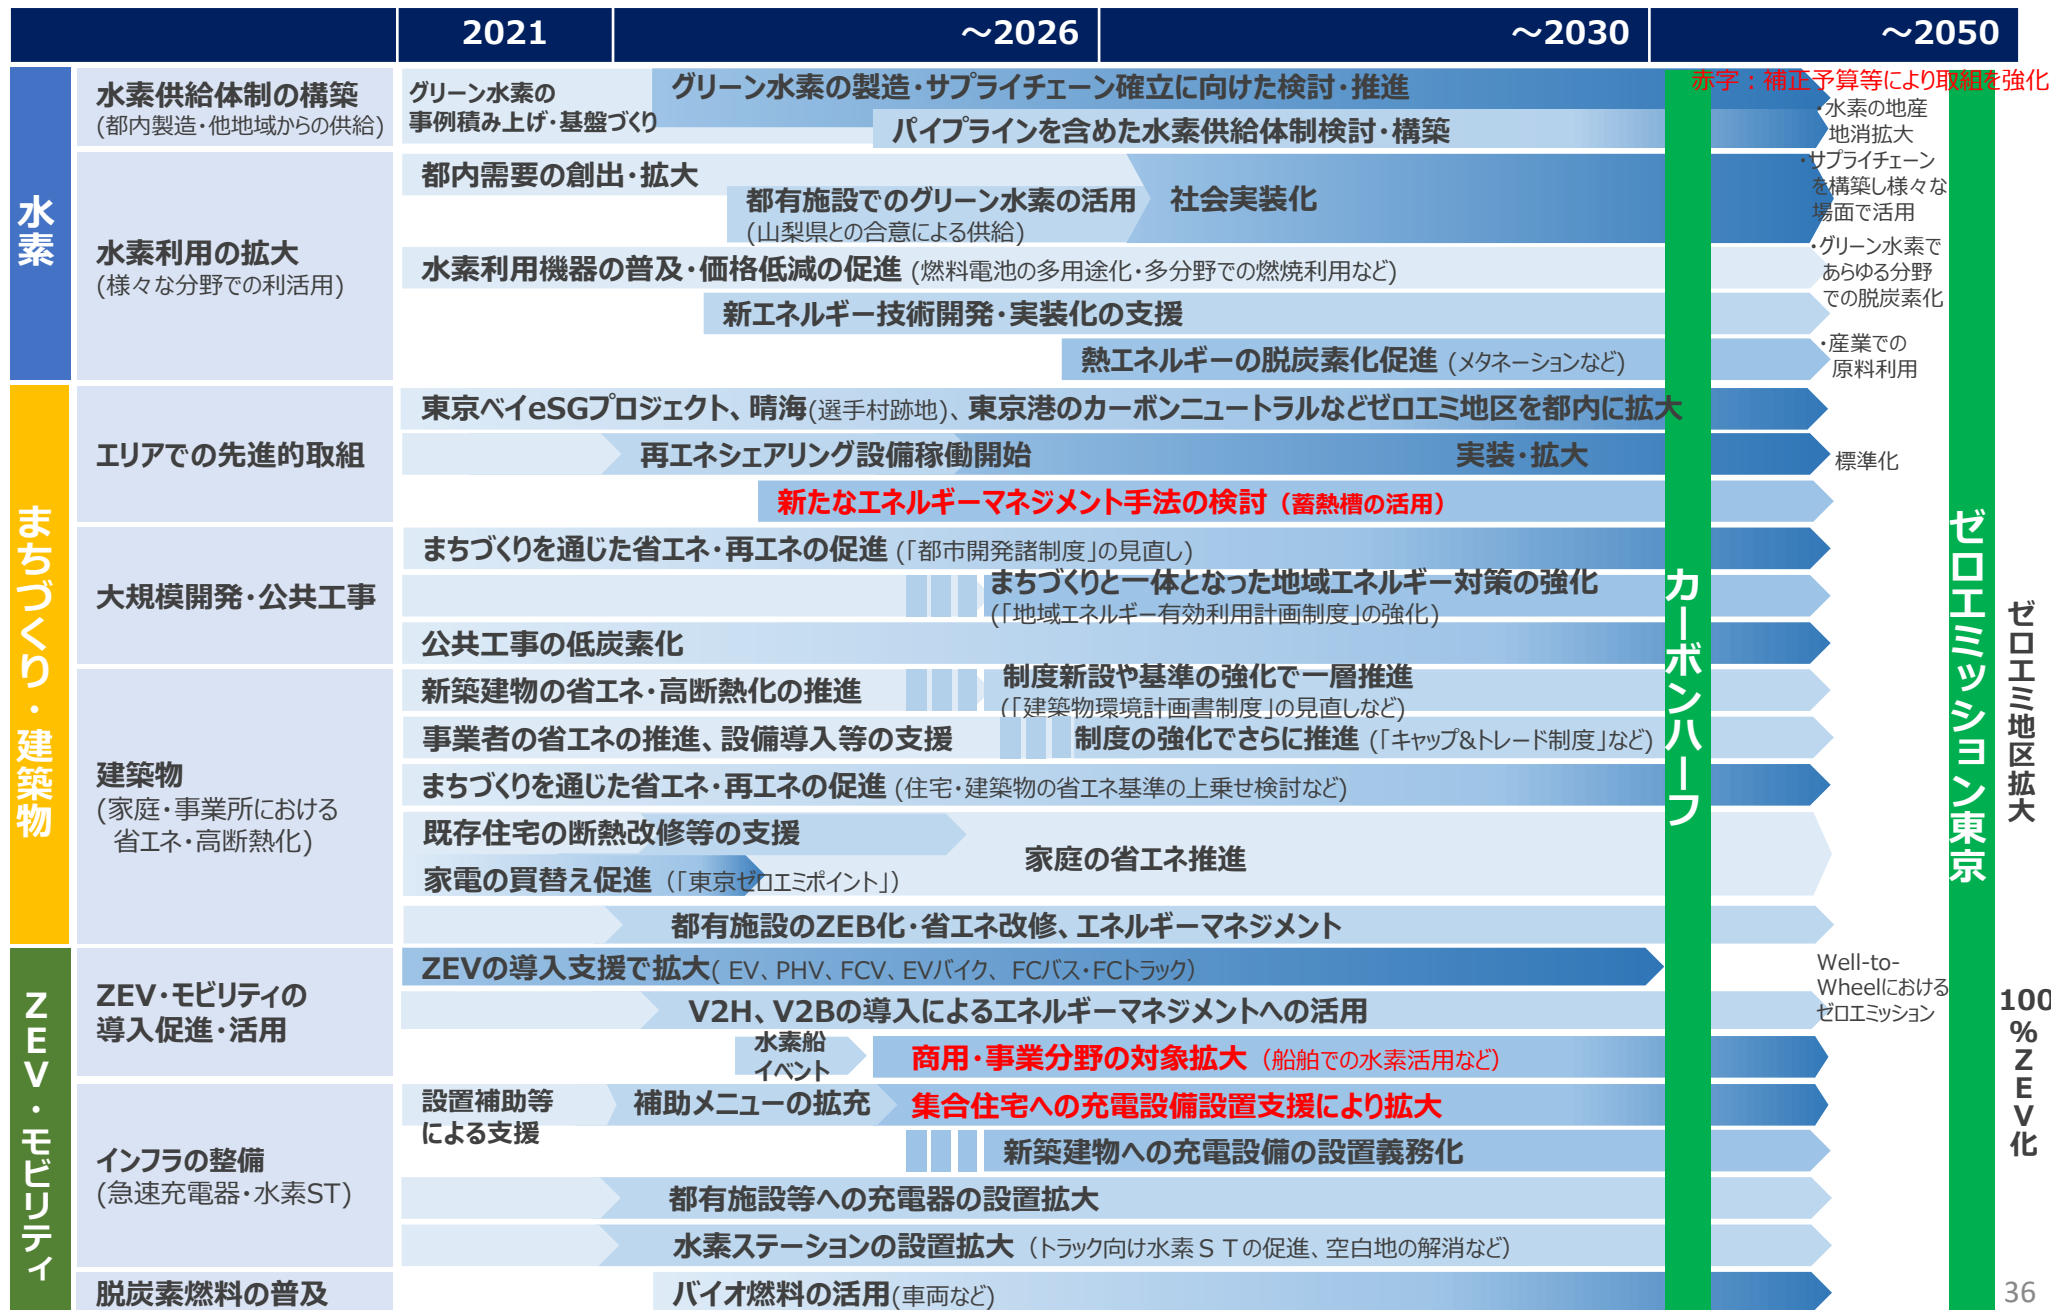 2021
～2026
～2030
～2050
赤字：補正予算等により取組を強化
水素
水素供給体制の構築
(都内製造・他地域からの供給)
グリーン水素の
事例積み上げ・基盤づくり
グリーン水素の製造・サプライチェーン確立に向けた検討・推進
パイプラインを含めた水素供給体制検討・構築
・水素の地産
地消拡大
・サプライチェーン
を構築し様々な
場面で活用
・グリーン水素で
あらゆる分野
での脱炭素化
・産業での
原料利用
水素利用の拡大
(様々な分野での利活用)
都内需要の創出・拡大
都有施設でのグリーン水素の活用
(山梨県との合意による供給)
社会実装化
水素利用機器の普及・価格低減の促進 (燃料電池の多用途化・多分野での燃焼利用など)
新エネルギー技術開発・実装化の支援
熱エネルギーの脱炭素化促進 (メタネーションなど)
まちづくり・建築物
エリアでの先進的取組
東京ベイeSGプロジェクト、晴海(選手村跡地)、東京港のカーボンニュートラルなどゼロエミ地区を都内に拡大
再エネシェアリング設備稼働開始
実装・拡大
標準化
新たなエネルギーマネジメント手法の検討（蓄熱槽の活用）
大規模開発・公共工事
まちづくりを通じた省エネ・再エネの促進 (「都市開発諸制度」の見直し)
まちづくりと一体となった地域エネルギー対策の強化
(「地域エネルギー有効利用計画制度」の強化)
公共工事の低炭素化
建築物
(家庭・事業所における
省エネ・高断熱化)
新築建物の省エネ・高断熱化の推進
制度新設や基準の強化で一層推進
(「建築物環境計画書制度」の見直しなど)
事業者の省エネの推進、設備導入等の支援
制度の強化でさらに推進 (「キャップ&トレード制度」など)
まちづくりを通じた省エネ・再エネの促進 (住宅・建築物の省エネ基準の上乗せ検討など)
既存住宅の断熱改修等の支援
家庭の省エネ推進
家電の買替え促進（「東京ゼロエミポイント」）
都有施設のZEB化・省エネ改修、エネルギーマネジメント
ZEV・モビリティ
ZEV・モビリティの
導入促進・活用
ZEVの導入支援で拡大( EV、PHV、FCV、EVバイク、FCバス・FCトラック)
V2H、V2Bの導入によるエネルギーマネジメントへの活用
Well-to-
Wheelにおける
ゼロエミッション
水素船
イベント
商用・事業分野の対象拡大（船舶での水素活用など）
インフラの整備
(急速充電器・水素ST)
設置補助等
による支援
補助メニューの拡充
集合住宅への充電設備設置支援により拡大
新築建物への充電設備の設置義務化
都有施設等への充電器の設置拡大
水素ステーションの設置拡大（トラック向け水素ＳＴの促進、空白地の解消など）
脱炭素燃料の普及
バイオ燃料の活用(車両など)
カーボンハーフ
ゼロエミッション東京
ゼロエミ地区拡大
100%ZEV化
36